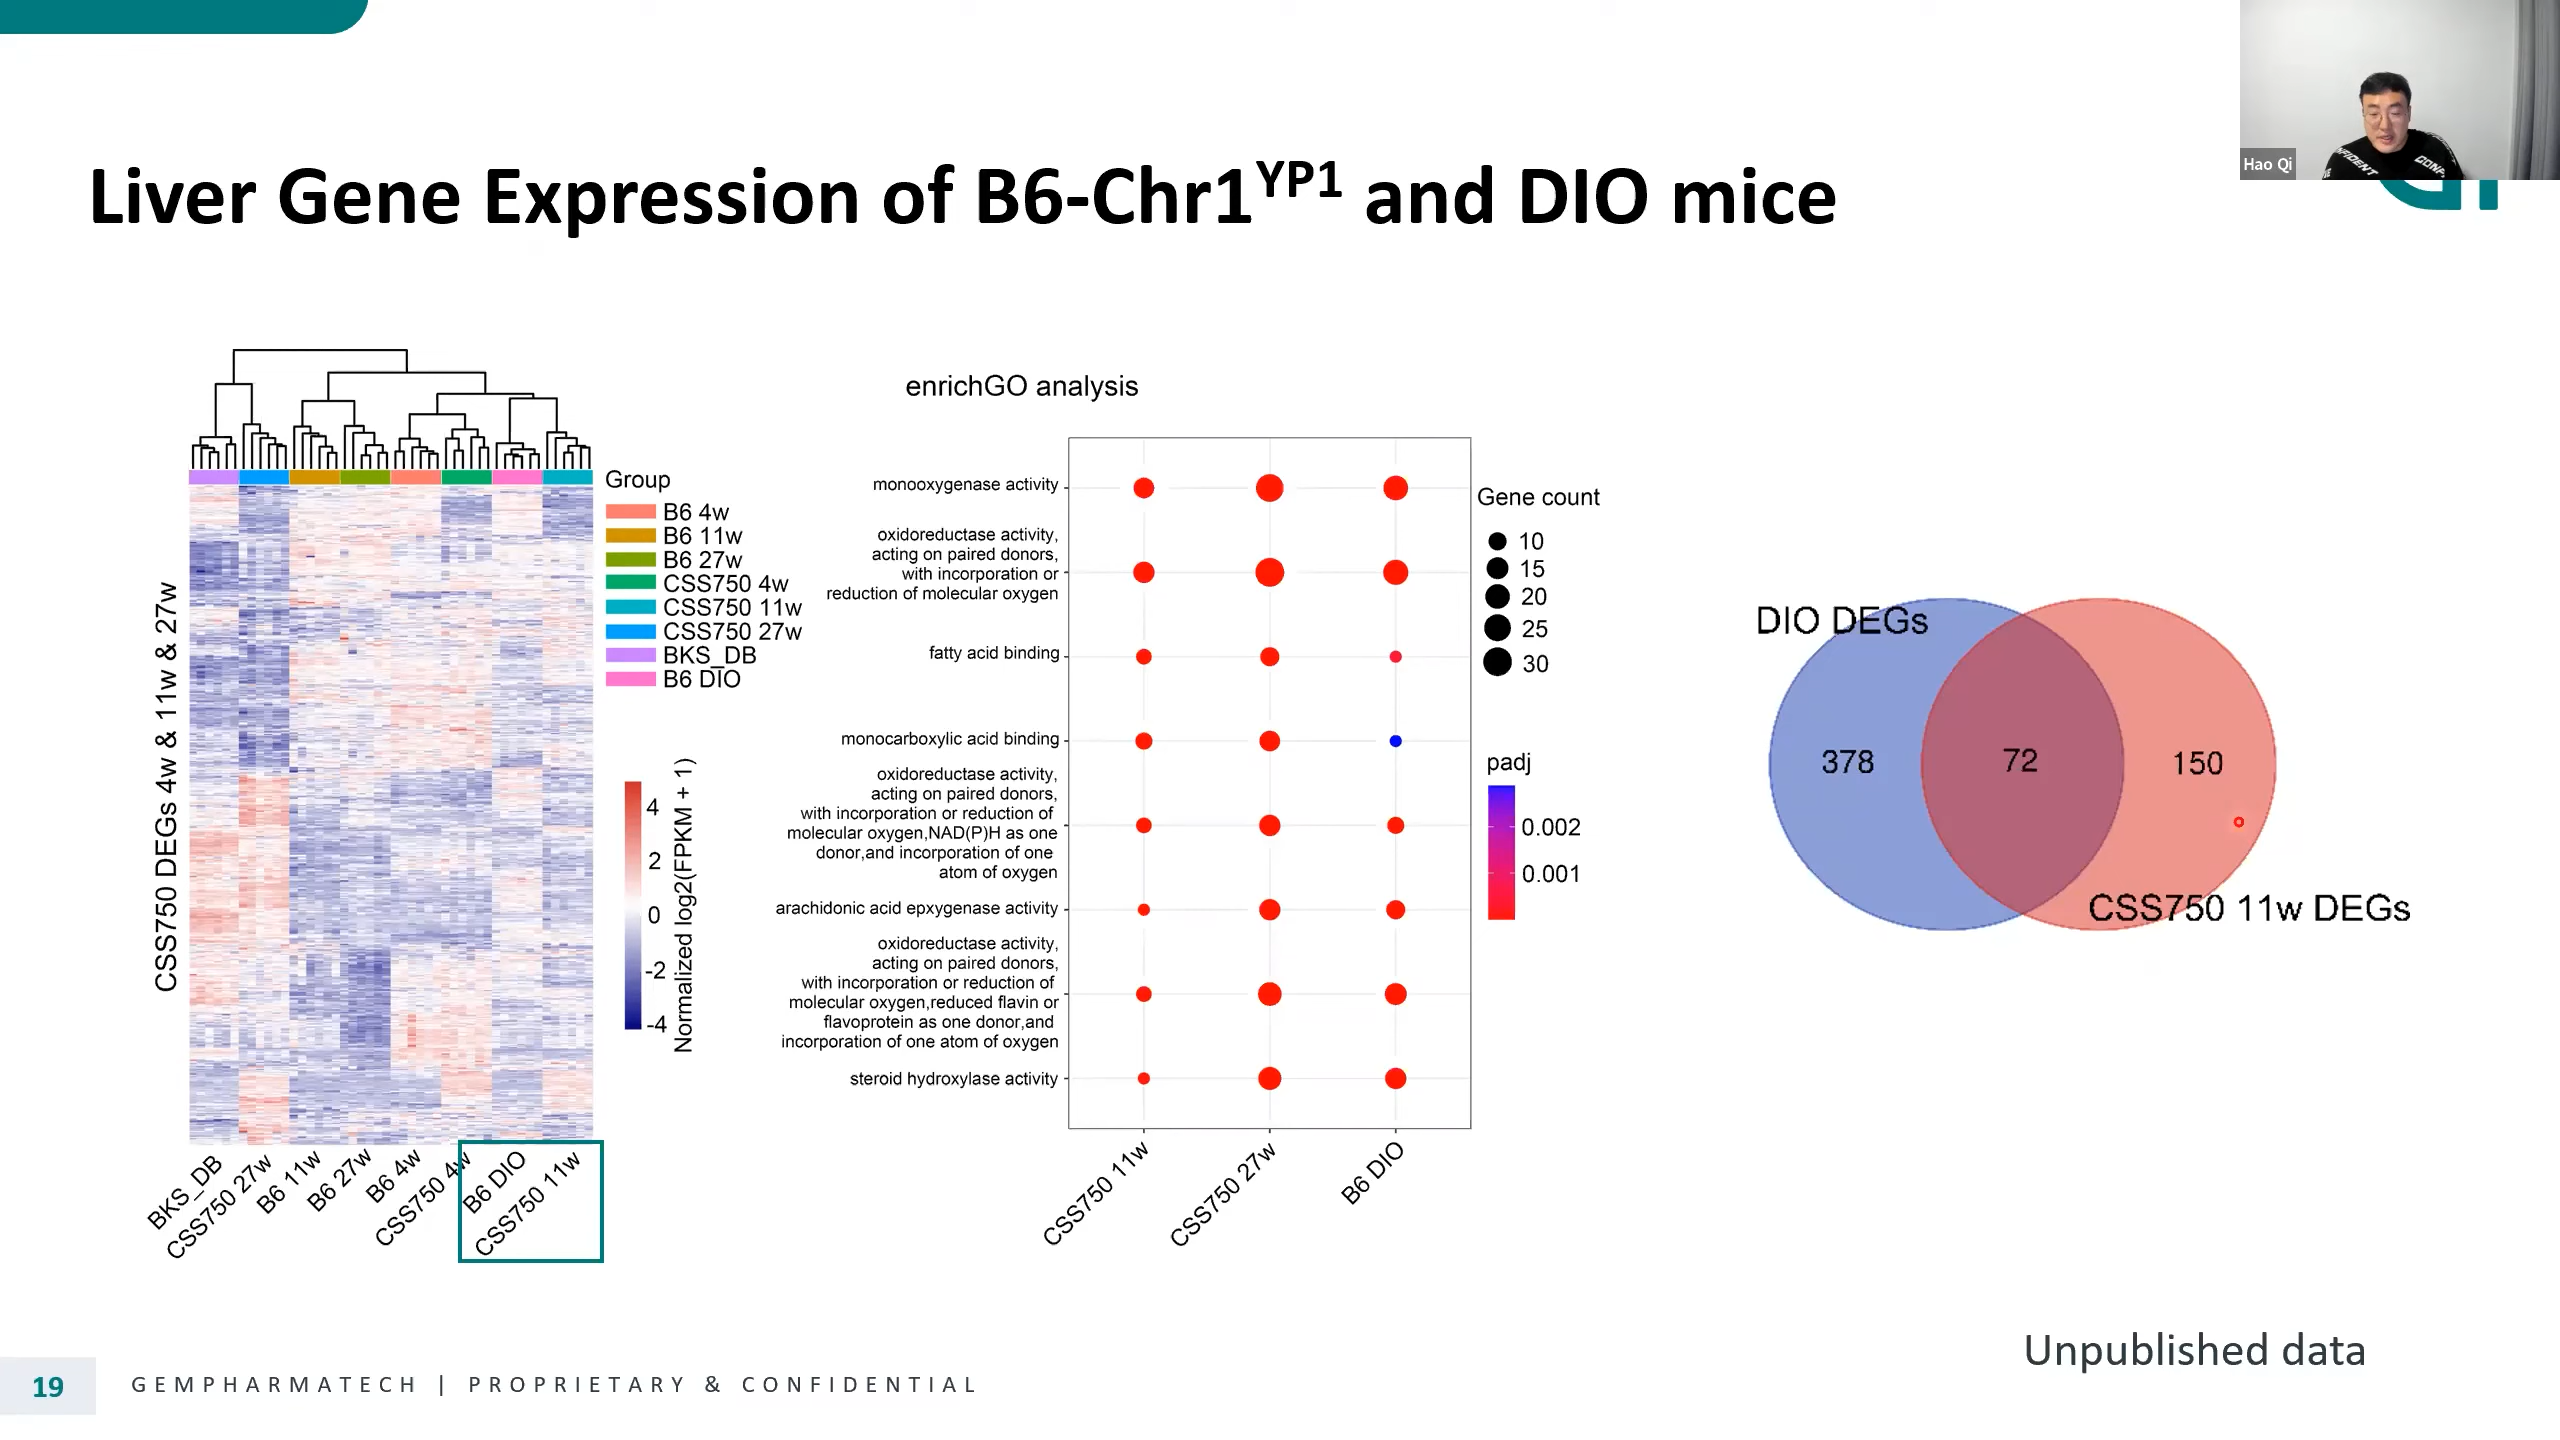 Hao Qi
Liver Gene Expression of B6-Chr1YP1 and DIO mice
CSS750 DEGs 4w & 11w & 27w
Group
B6 4w
B6 11w
B6 27w
CSS750 4w
CSS750 11w
CSS750 27w
BKS_DB
B6 DIO
4
2
0
-2
-4
Normalized log2(FPKM + 1)
BKS_DB
CSS750 27w
B6 11w
B6 27w
B6 4w
CSS750 4w
B6 DIO
CSS750 11w
enrichGO analysis
monooxygenase activity
oxidoreductase activity,
acting on paired donors,
with incorporation or
reduction of molecular oxygen
fatty acid binding
monocarboxylic acid binding
oxidoreductase activity,
acting on paired donors,
with incorporation or reduction of
molecular oxygen,NAD(P)H as one
donor,and incorporation of one
atom of oxygen
arachidonic acid epxygenase activity
oxidoreductase activity,
acting on paired donors,
with incorporation or reduction of
molecular oxygen,reduced flavin or
flavoprotein as one donor,and
incorporation of one atom of oxygen
steroid hydroxylase activity
CSS750 11w
CSS750 27w
B6 DIO
Gene count
10
15
20
25
30
padj
0.002
0.001
DIO DEGs
378
72
150
CSS750 11w DEGs
Unpublished data
19
GEMPHARMATECH | PROPRIETARY & CONFIDENTIAL